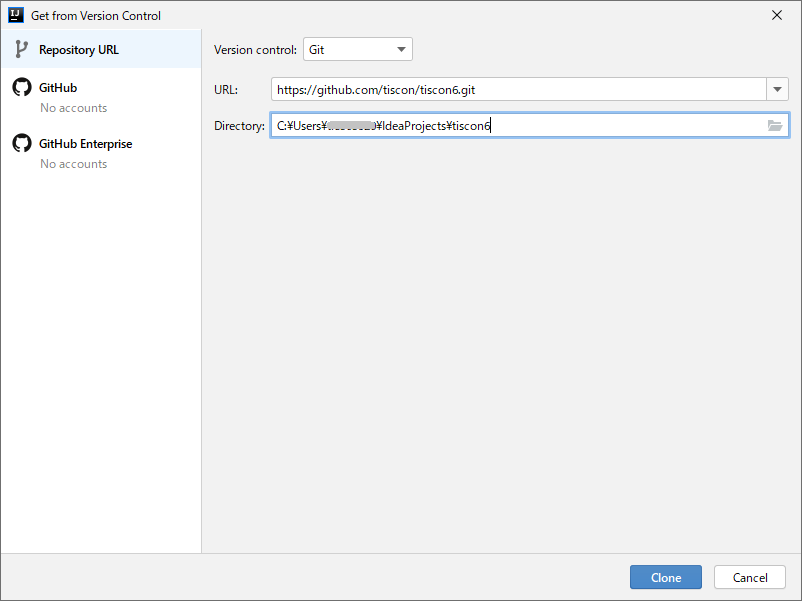 Get from Version Control
Repository URL
GitHub
No accounts
GitHub Enterprise
No accounts
Version control: Git
URL: https://github.com/tiscon/tiscon6.git
Directory: C:¥Users¥ ¥IdeaProjects¥tiscon6
Clone Cancel